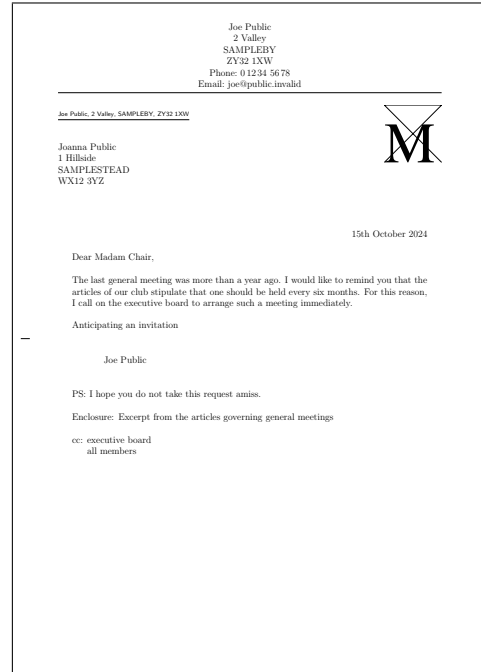 Joe Public
2 Valley
SAMPLEBY
ZY32 1XW
Phone: 0 12 34 56 78
Email: joe@public.invalid
Joe Public, 2 Valley, SAMPLEBY, ZY32 1XW
M
Joanna Public
1 Hillside
SAMPLESTEAD
WX12 3YZ
15th October 2024
Dear Madam Chair,
The last general meeting was more than a year ago. I would like to remind you that the
articles of our club stipulate that one should be held every six months. For this reason,
I call on the executive board to arrange such a meeting immediately.
Anticipating an invitation
Joe Public
PS: I hope you do not take this request amiss.
Enclosure: Excerpt from the articles governing general meetings
cc: executive board
all members